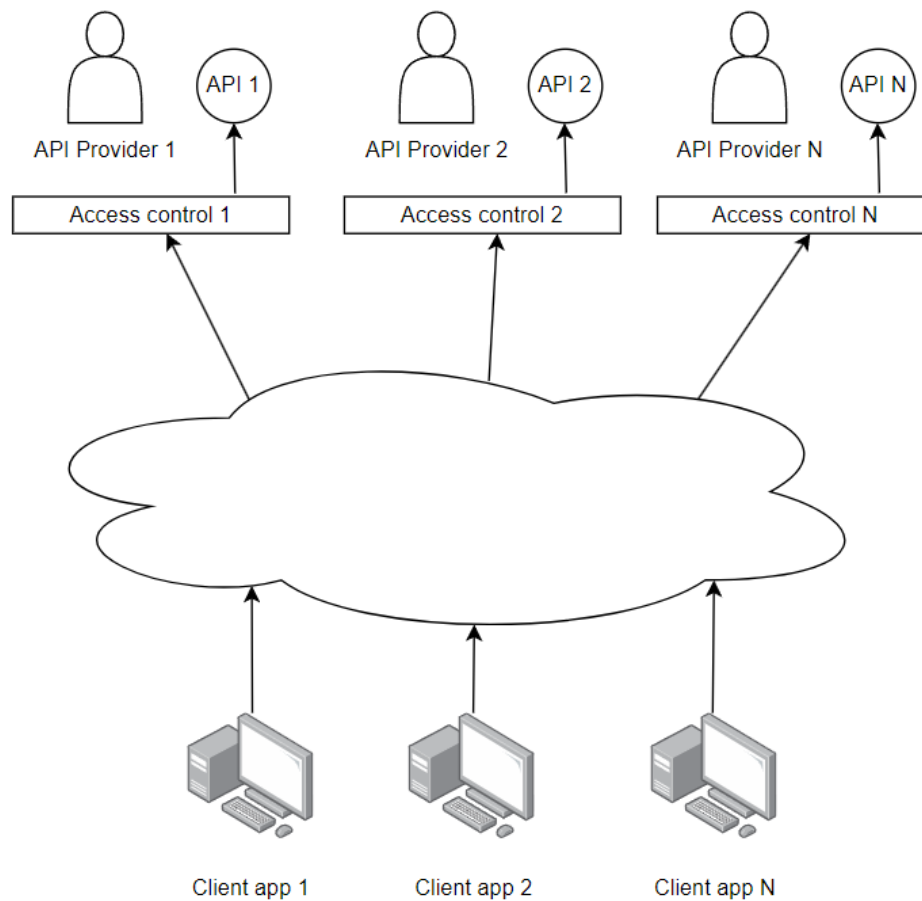 API 1
API 2
API N
API Provider 1
API Provider 2
API Provider N
Access control 1
Access control 2
Access control N
Client app 1
Client app 2
Client app N